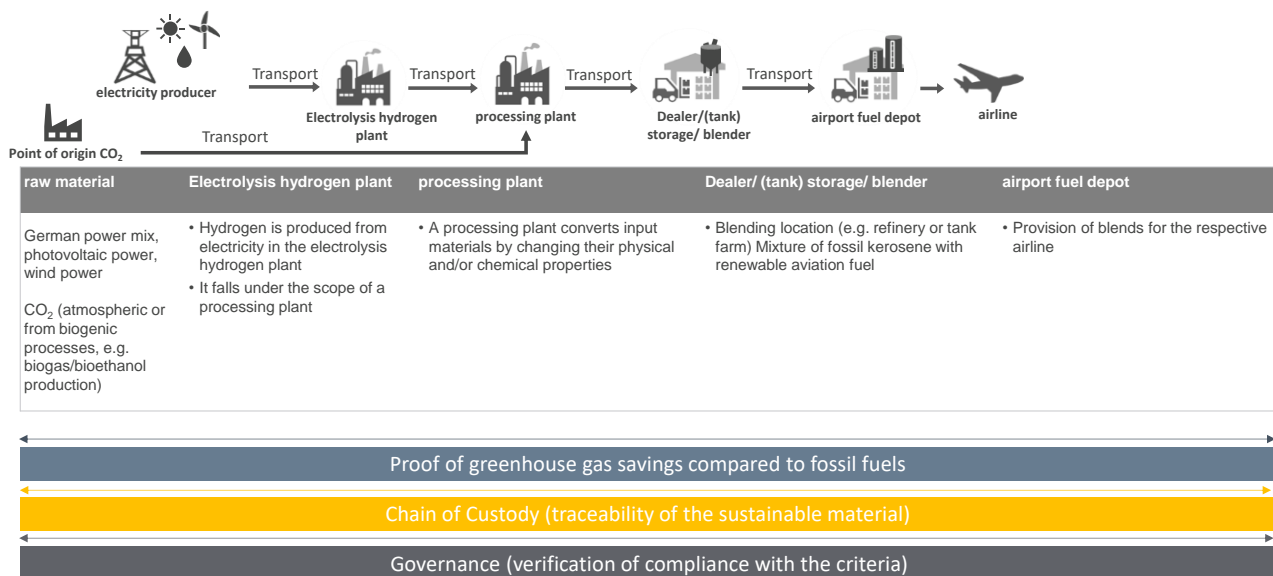 electricity producer
Transport
Transport
Transport
Transport
Electrolysis hydrogen
plant
processing plant
Dealer/(tank)
storage/ blender
airport fuel depot
airline
Point of origin CO₂
Transport
raw material
Electrolysis hydrogen plant
processing plant
Dealer/ (tank) storage/ blender
airport fuel depot
German power mix,
photovoltaic power,
wind power
CO₂ (atmospheric or
from biogenic
processes, e.g.
biogas/bioethanol
production)
• Hydrogen is produced from
electricity in the electrolysis
hydrogen plant
• It falls under the scope of a
processing plant
• A processing plant converts input
materials by changing their physical
and/or chemical properties
• Blending location (e.g. refinery or tank
farm) Mixture of fossil kerosene with
renewable aviation fuel
• Provision of blends for the respective
airline
Proof of greenhouse gas savings compared to fossil fuels
Chain of Custody (traceability of the sustainable material)
Governance (verification of compliance with the criteria)